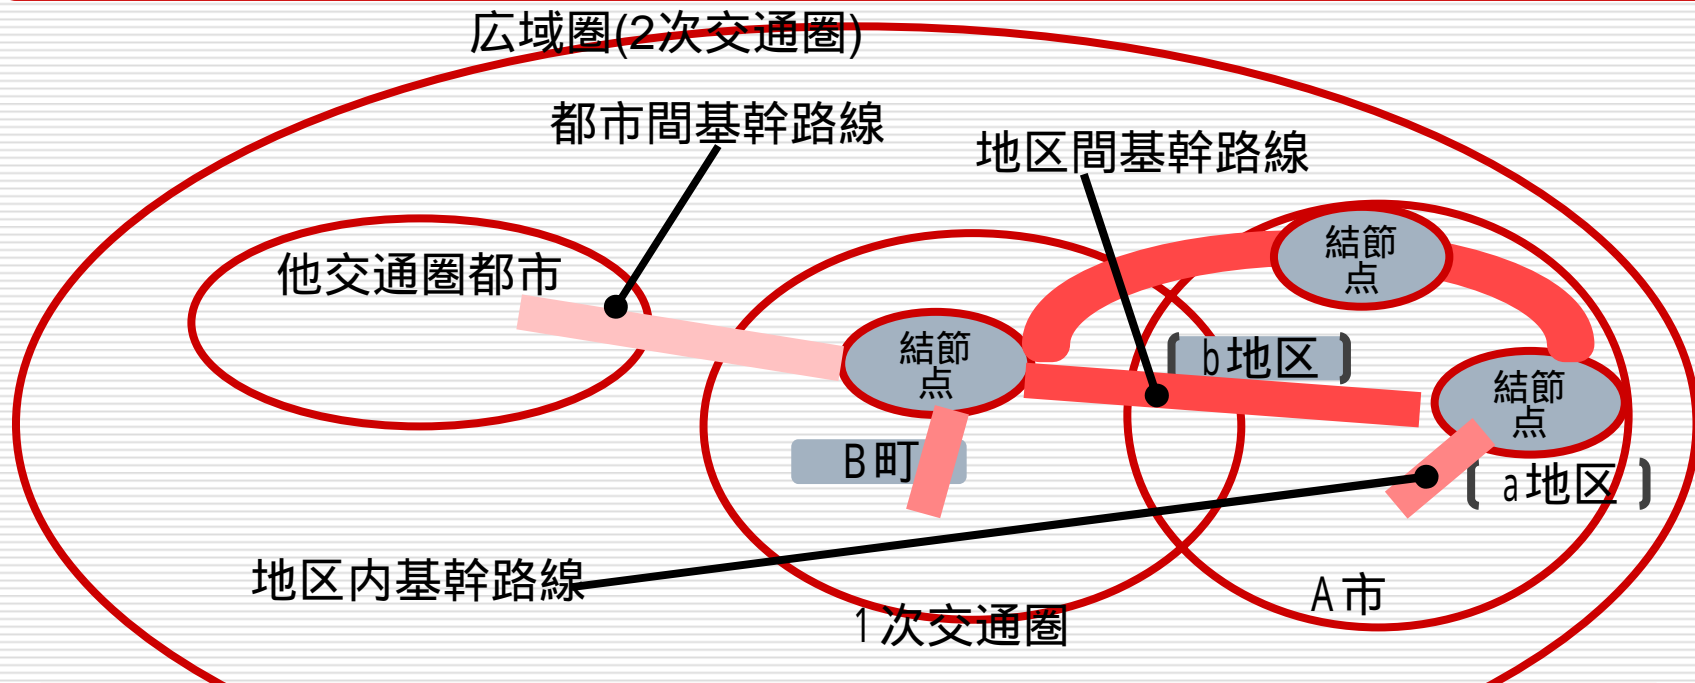 広域圏(2次交通圏)
都市間基幹路線
地区間基幹路線
他交通圏都市
結節
点
結節
点
b地区
結節
点
B町
a地区
地区内基幹路線
A市
1次交通圏